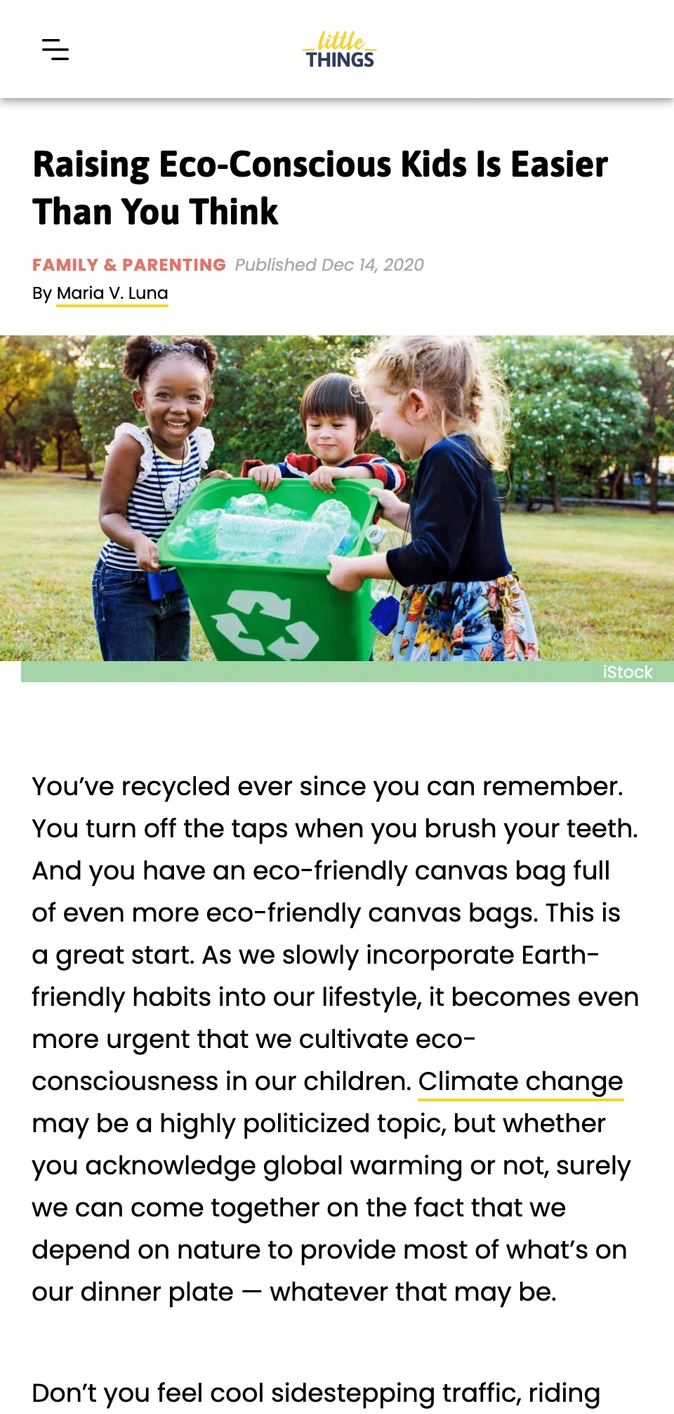 little
THINGS
Raising Eco-Conscious Kids Is Easier
Than You Think
FAMILY & PARENTING Published Dec 14, 2020
By Maria V. Luna
iStock
You’ve recycled ever since you can remember.
You turn off the taps when you brush your teeth.
And you have an eco-friendly canvas bag full
of even more eco-friendly canvas bags. This is
a great start. As we slowly incorporate Earth-
friendly habits into our lifestyle, it becomes even
more urgent that we cultivate eco-
consciousness in our children. Climate change
may be a highly politicized topic, but whether
you acknowledge global warming or not, surely
we can come together on the fact that we
depend on nature to provide most of what’s on
our dinner plate — whatever that may be.
Don’t you feel cool sidestepping traffic, riding